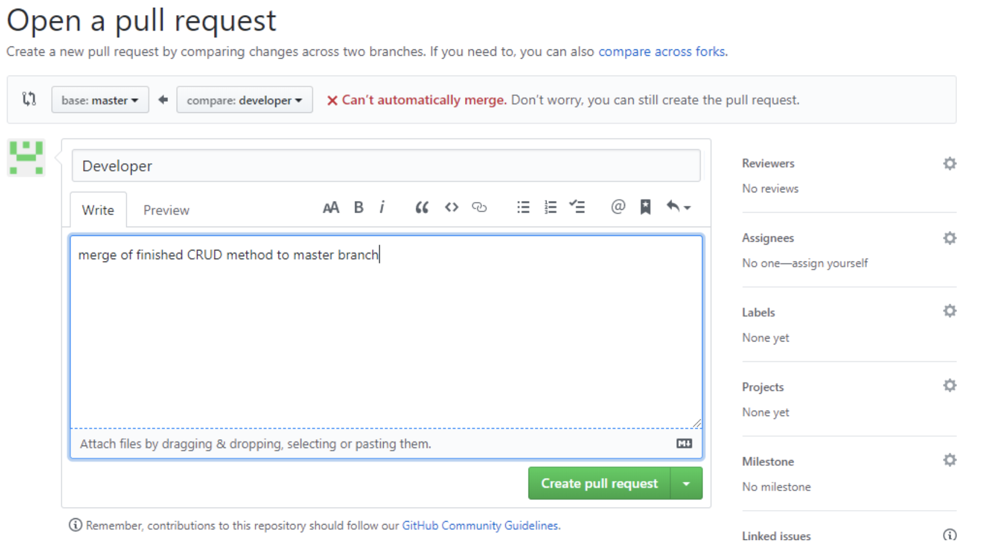 Open a pull request
Create a new pull request by comparing changes across two branches. If you need to, you can also compare across forks.
base: master compare: developer Can’t automatically merge. Don’t worry, you can still create the pull request.
Developer
Write Preview AA B i @
merge of finished CRUD method to master branch
Attach files by dragging & dropping, selecting or pasting them.
Create pull request
Remember, contributions to this repository should follow our GitHub Community Guidelines.
Reviewers
No reviews
Assignees
No one—assign yourself
Labels
None yet
Projects
None yet
Milestone
No milestone
Linked issues